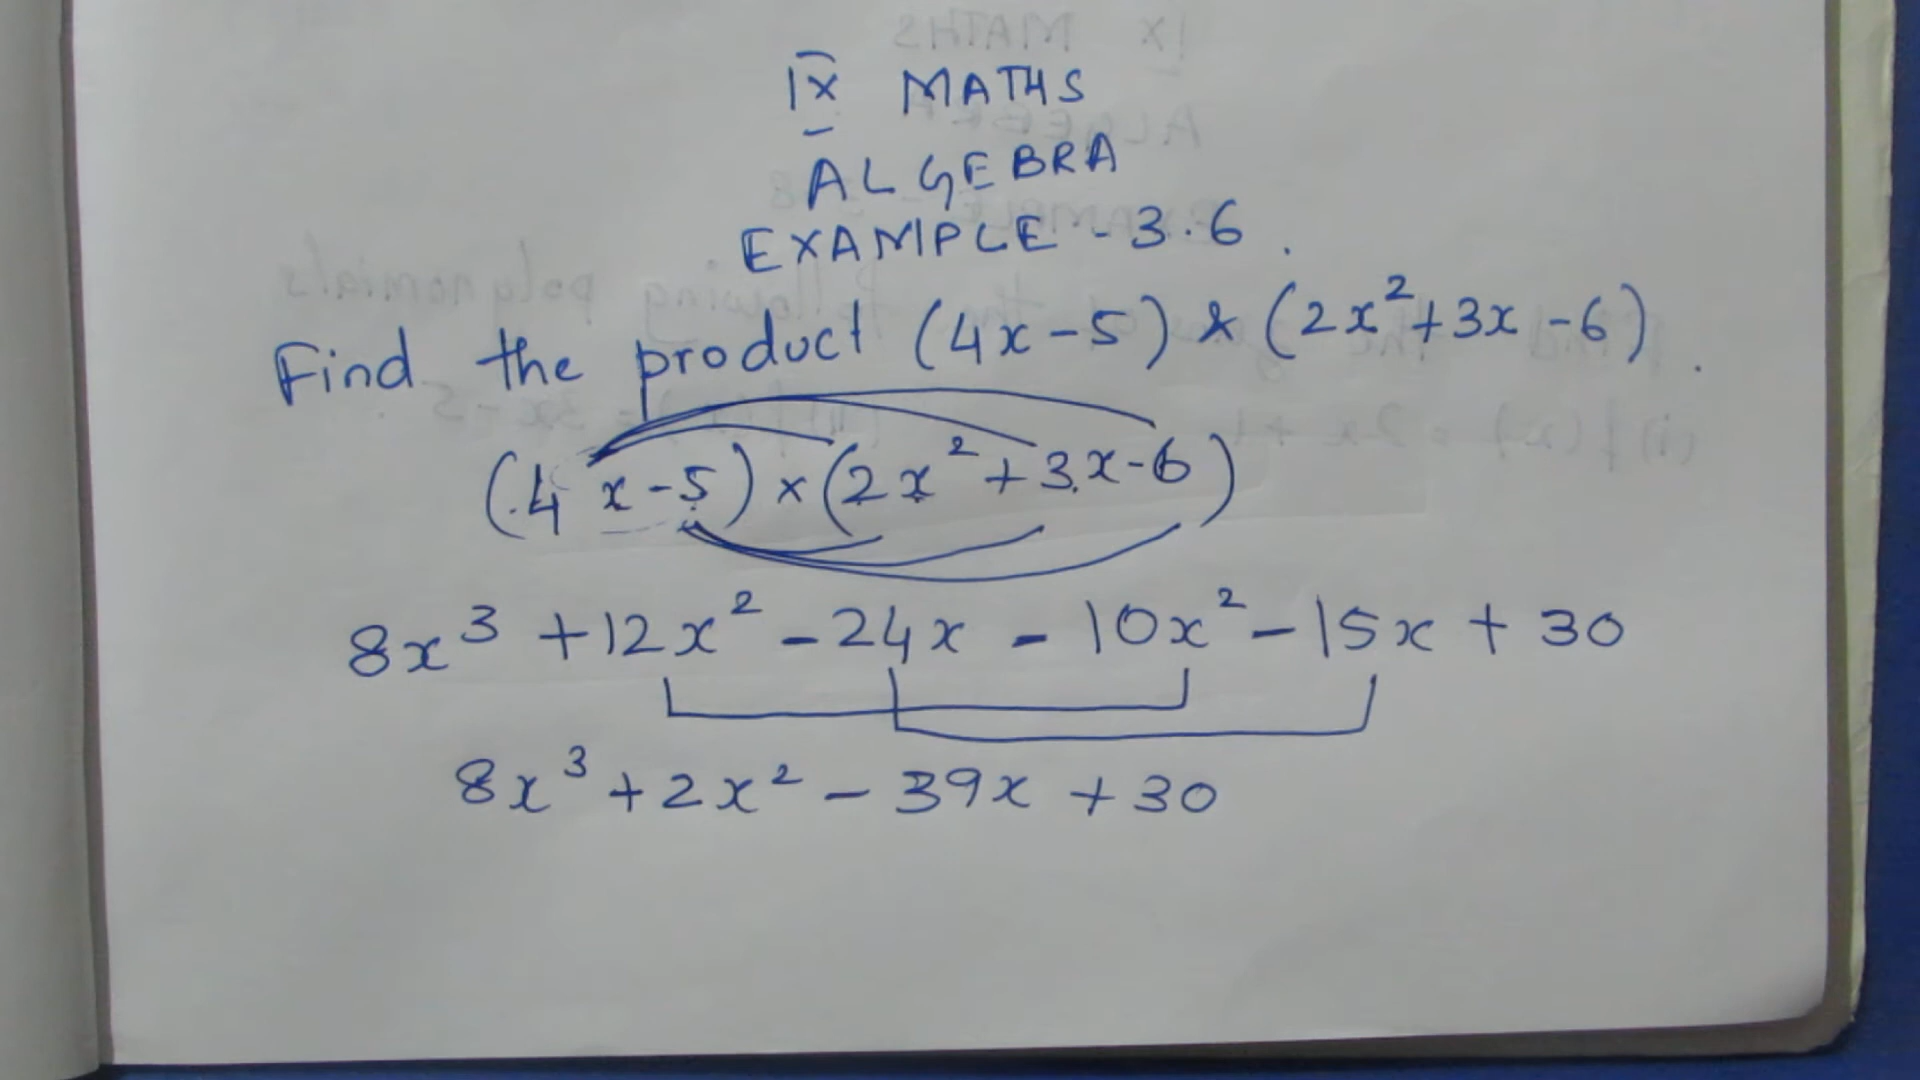 IX MATHS
ALGEBRA
EXAMPLE - 3.6.
Find the product (4x-5) & (2x²+3x-6).
(4x-5) × (2x²+3x-6)
8x³ +12x² - 24x - 10x² - 15x + 30
8x³ + 2x² - 39x + 30